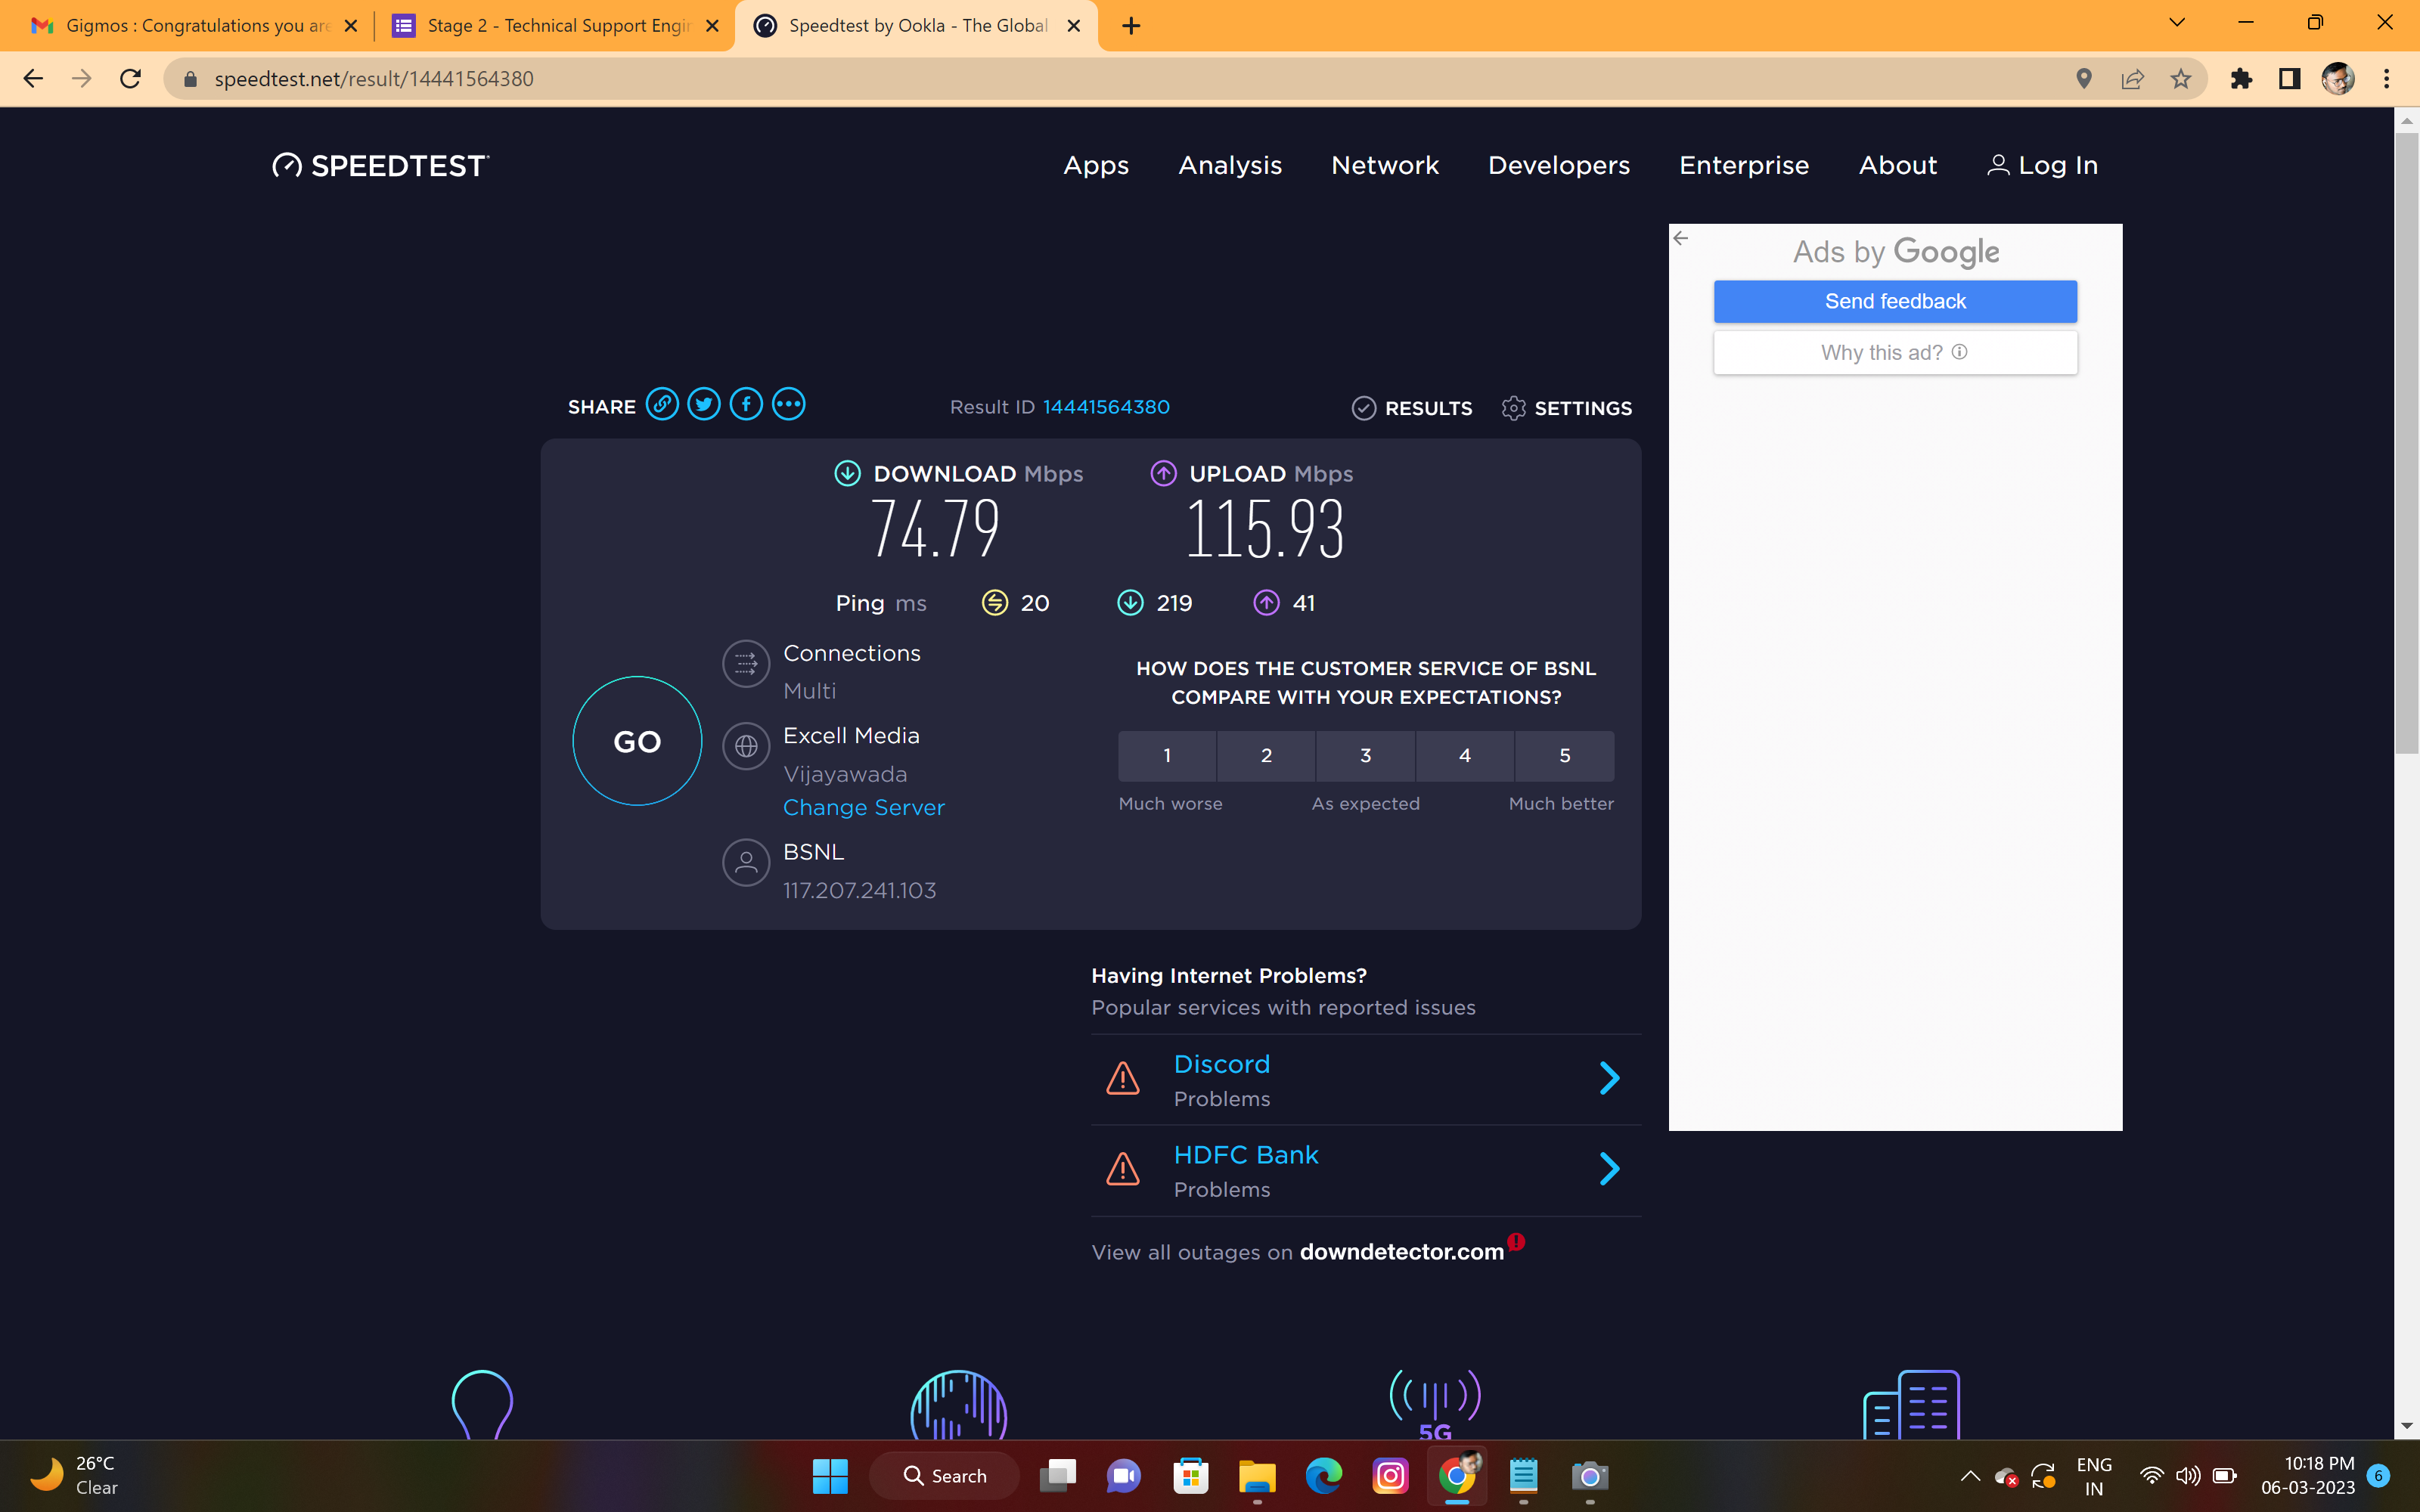 Gigmos : Congratulations you are
Stage 2 - Technical Support Engir
Speedtest by Ookla - The Global
speedtest.net/result/14441564380
SPEEDTEST
Apps
Analysis
Network
Developers
Enterprise
About
Log In
Ads by Google
Send feedback
Why this ad?
SHARE
Result ID 14441564380
RESULTS
SETTINGS
DOWNLOAD Mbps
74.79
UPLOAD Mbps
115.93
Ping ms
20
219
41
GO
Connections
Multi
Excell Media
Vijayawada
Change Server
BSNL
117.207.241.103
HOW DOES THE CUSTOMER SERVICE OF BSNL
COMPARE WITH YOUR EXPECTATIONS?
1
2
3
4
5
Much worse
As expected
Much better
Having Internet Problems?
Popular services with reported issues
Discord
Problems
HDFC Bank
Problems
View all outages on downdetector.com
5G
26°C
Clear
Search
ENG
IN
10:18 PM
06-03-2023
6